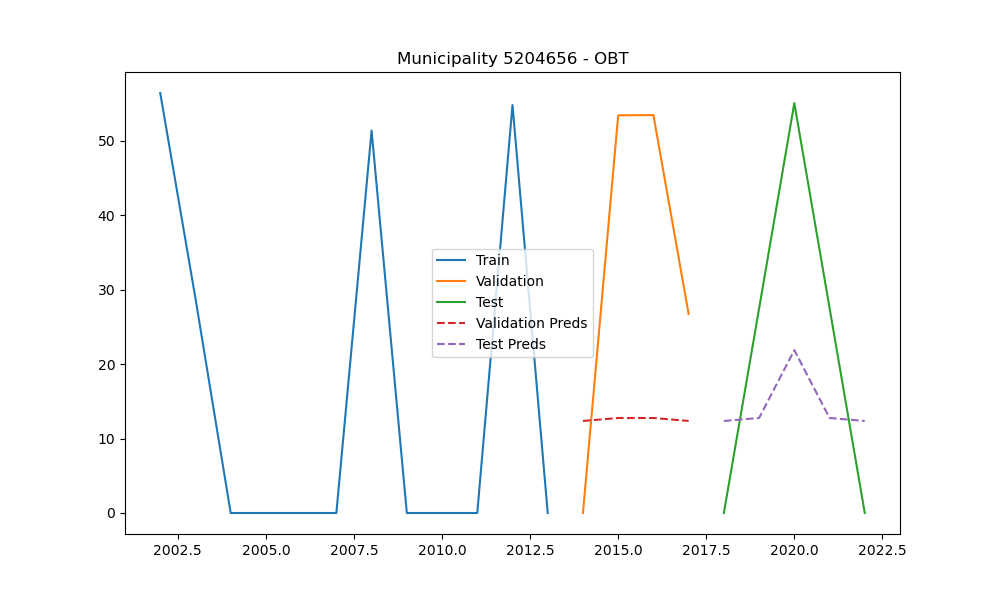 Municipality 5204656 - OBT
50
40
30
20
10
0
Train
Validation
Test
Validation Preds
Test Preds
2002.5 2005.0 2007.5 2010.0 2012.5 2015.0 2017.5 2020.0 2022.5